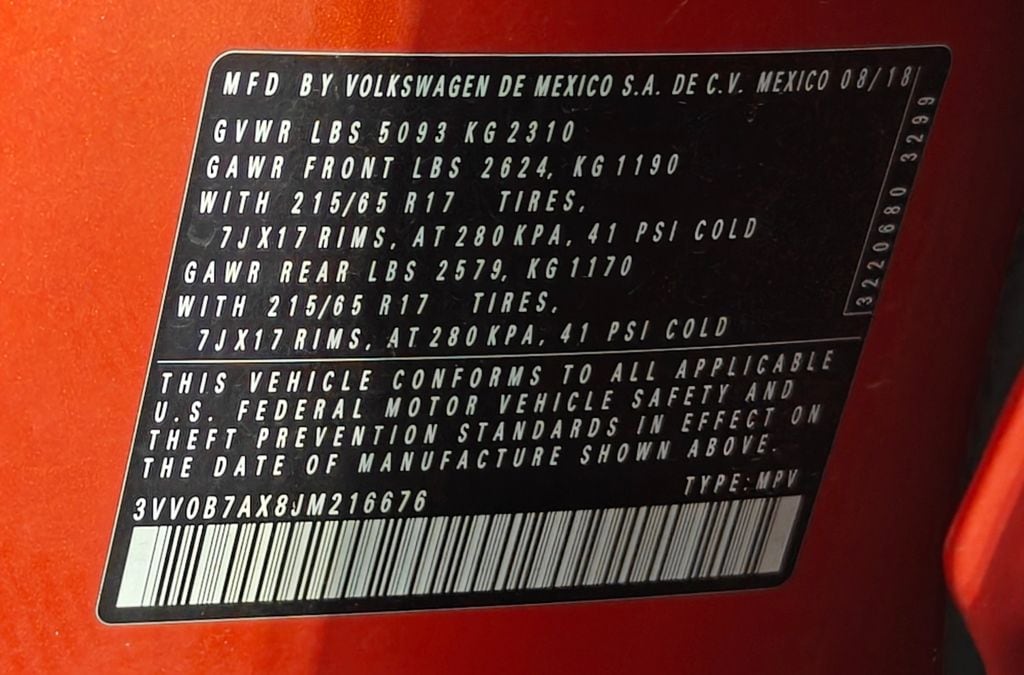 MFD BY VOLKSWAGEN DE MEXICO S.A. DE C.V. MEXICO 08/18
GVWR LBS 5093 KG 2310
GAWR FRONT LBS 2624, KG 1190
WITH 215/65 R17 TIRES,
7JX17 RIMS, AT 280 KPA, 41 PSI COLD
GAWR REAR LBS 2579, KG 1170
WITH 215/65 R17 TIRES,
7JX17 RIMS, AT 280 KPA, 41 PSI COLD
3220680 3299
THIS VEHICLE CONFORMS TO ALL APPLICABLE
U.S. FEDERAL MOTOR VEHICLE SAFETY AND
THEFT PREVENTION STANDARDS IN EFFECT ON
THE DATE OF MANUFACTURE SHOWN ABOVE.
TYPE: MPV
3VV0B7AX8JM216676